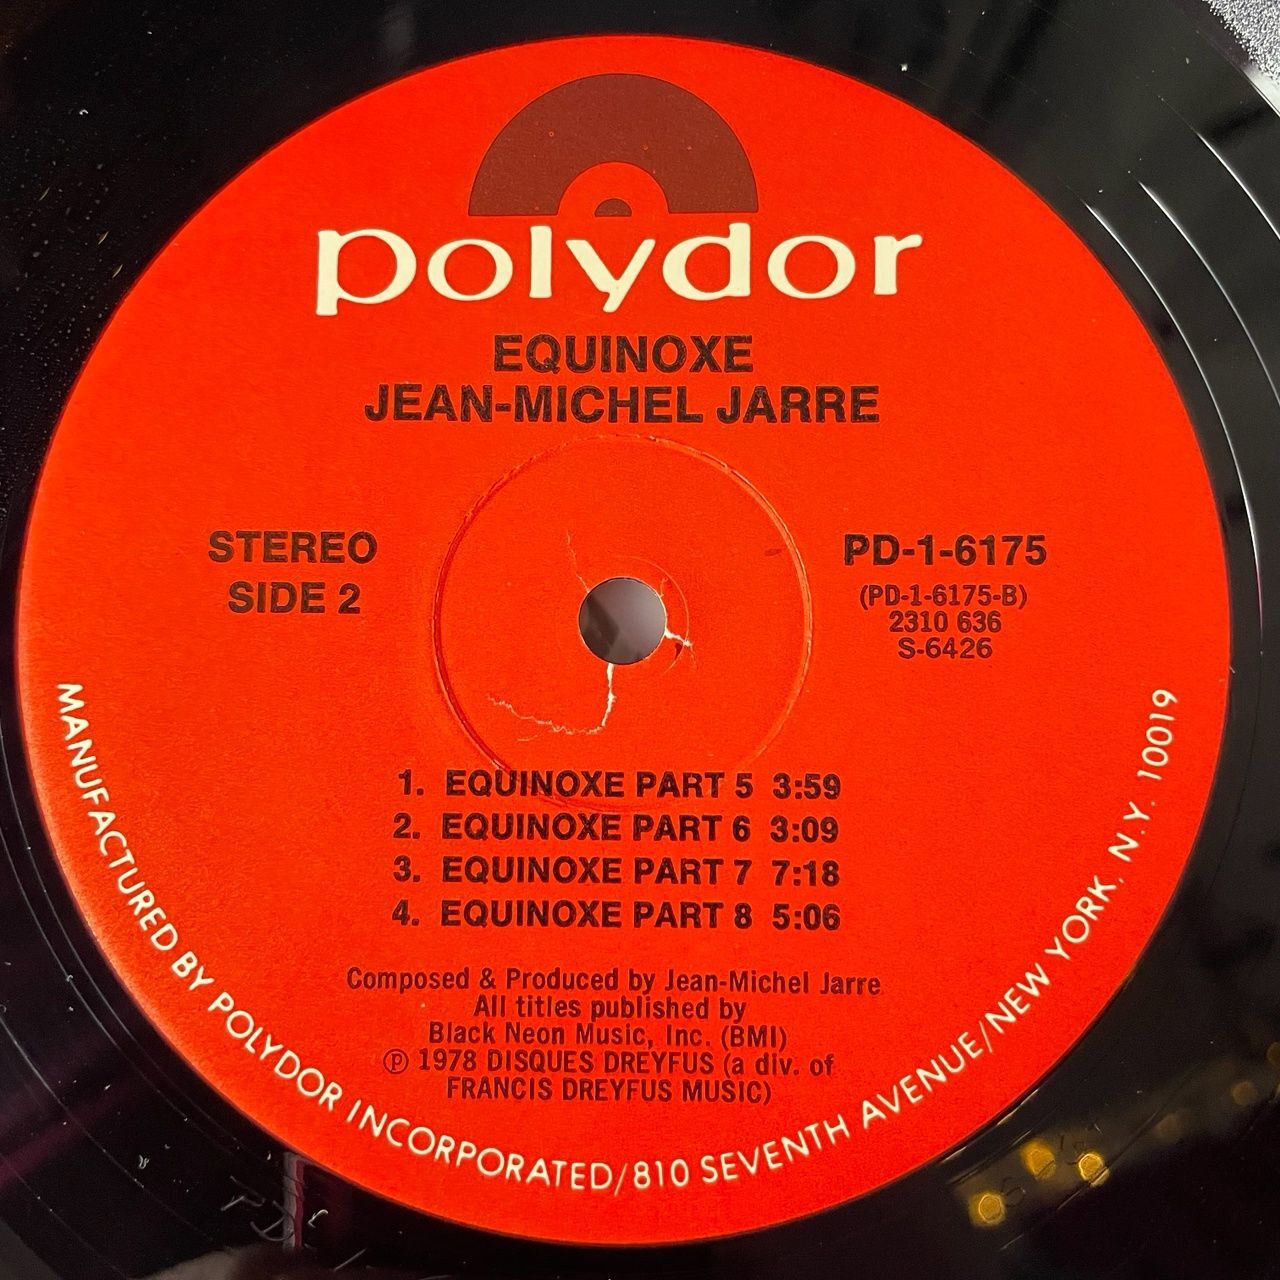 polydor
EQUINOXE
JEAN-MICHEL JARRE
STEREO
SIDE 2
PD-1-6175
(PD-1-6175-B)
2310 636
S-6426
1. EQUINOXE PART 5 3:59
2. EQUINOXE PART 6 3:09
3. EQUINOXE PART 7 7:18
4. EQUINOXE PART 8 5:06
Composed & Produced by Jean-Michel Jarre
All titles published by
Black Neon Music, Inc. (BMI)
℗ 1978 DISQUES DREYFUS (a div. of
FRANCIS DREYFUS MUSIC)
MANUFACTURED BY POLYDOR INCORPORATED/810 SEVENTH AVENUE/NEW YORK, N.Y. 10019